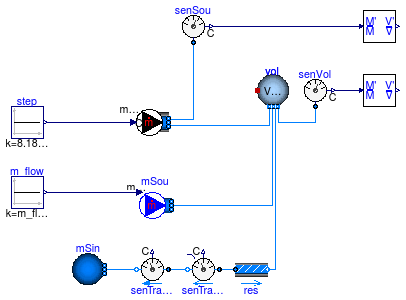 senSou
C
M' V'
M V
vol
V...
senVol
C
M' V'
M V
step
m...
ṁ
k=8.18...
m_flow
m...
mSou
ṁ
k=m_fl...
mSin
C
C
senTra...
senTra...
res